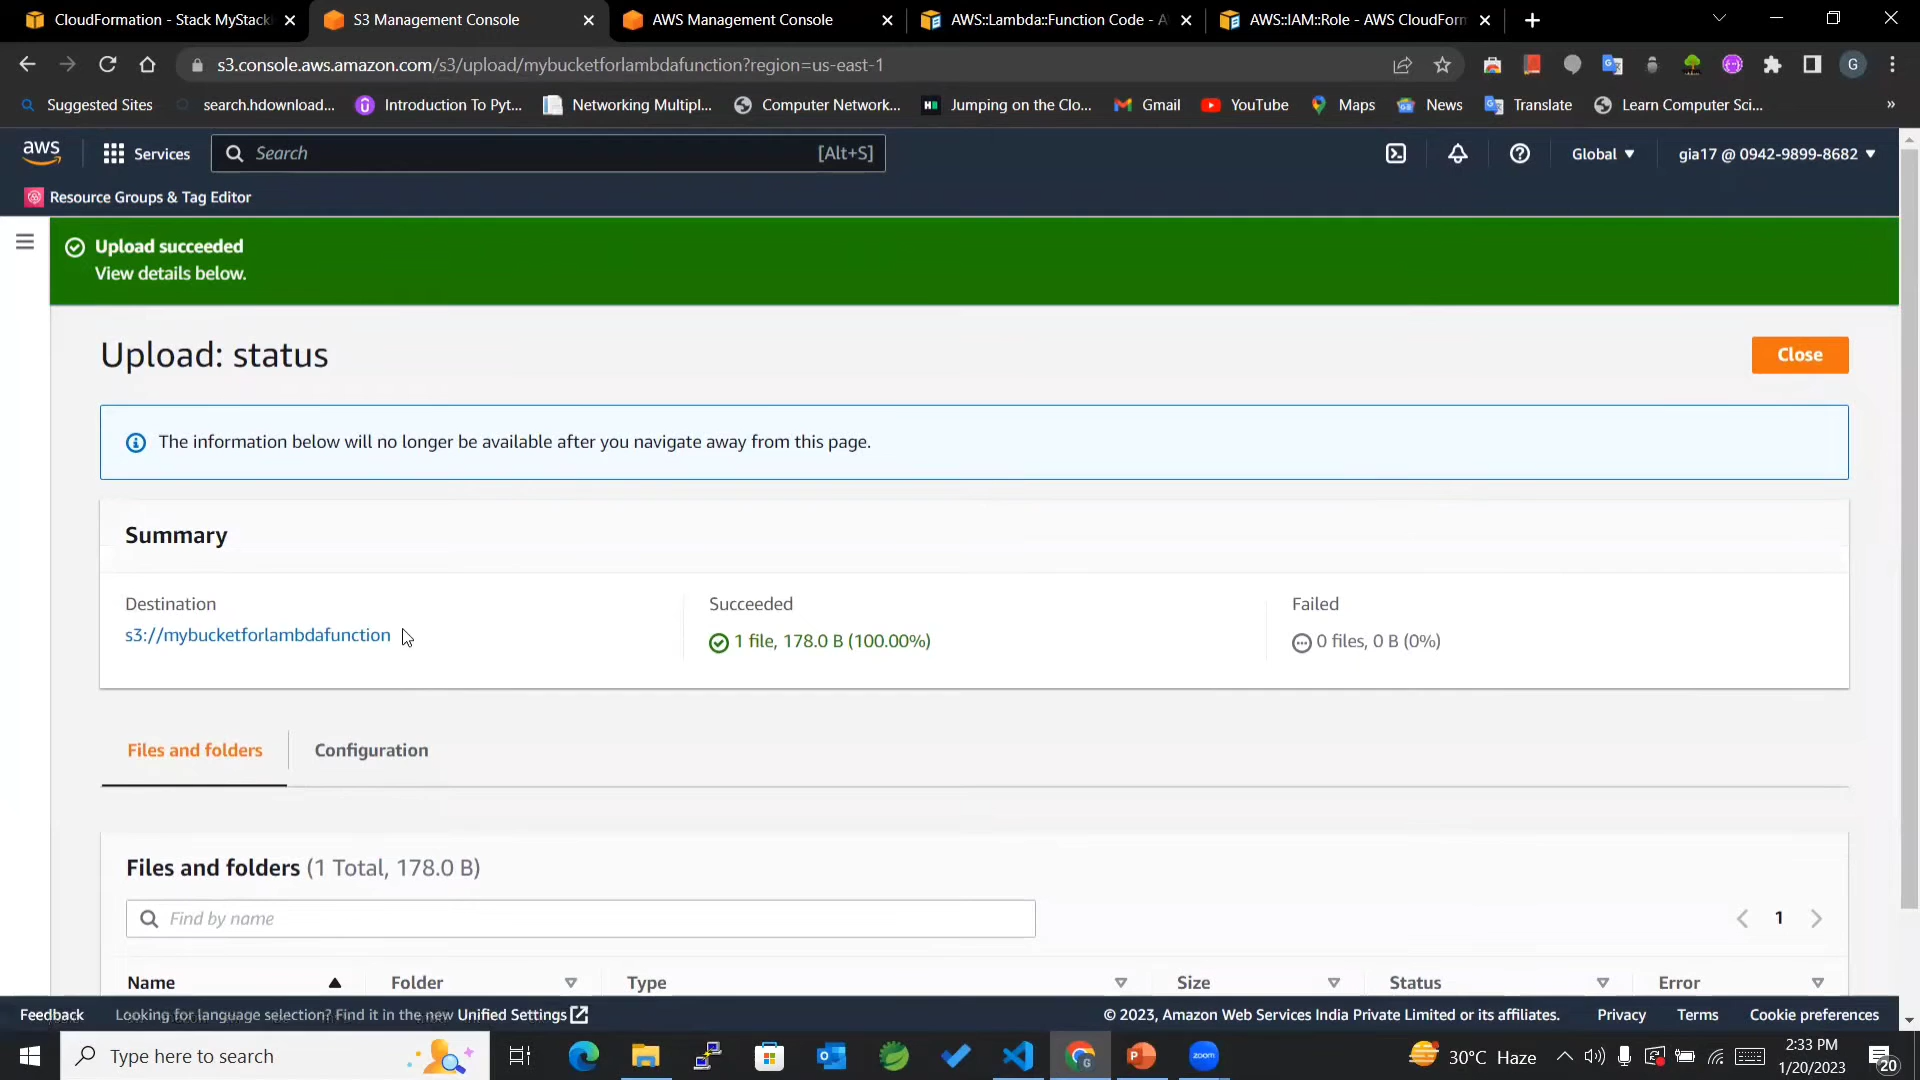 CloudFormation - Stack MyStack
S3 Management Console
AWS Management Console
AWS::Lambda::Function Code - A
AWS::IAM::Role - AWS CloudForm
s3.console.aws.amazon.com/s3/upload/mybucketforlambdafunction?region=us-east-1
G
Suggested Sites
search.hdownload...
Introduction To Pyt...
Networking Multipl...
Computer Network...
Jumping on the Clo...
Gmail
YouTube
Maps
News
Translate
Learn Computer Sci...
»
aws
Services
Search
[Alt+S]
Global
gia17 @ 0942-9899-8682
Resource Groups & Tag Editor
Upload succeeded
View details below.
Upload: status
Close
The information below will no longer be available after you navigate away from this page.
Summary
Destination
s3://mybucketforlambdafunction
Succeeded
1 file, 178.0 B (100.00%)
Failed
0 files, 0 B (0%)
Files and folders
Configuration
Files and folders (1 Total, 178.0 B)
Find by name
1
Name
Folder
Type
Size
Status
Error
Feedback
Looking for language selection? Find it in the new Unified Settings
© 2023, Amazon Web Services India Private Limited or its affiliates.
Privacy
Terms
Cookie preferences
Type here to search
zoom
30°C Haze
2:33 PM
1/20/2023
20